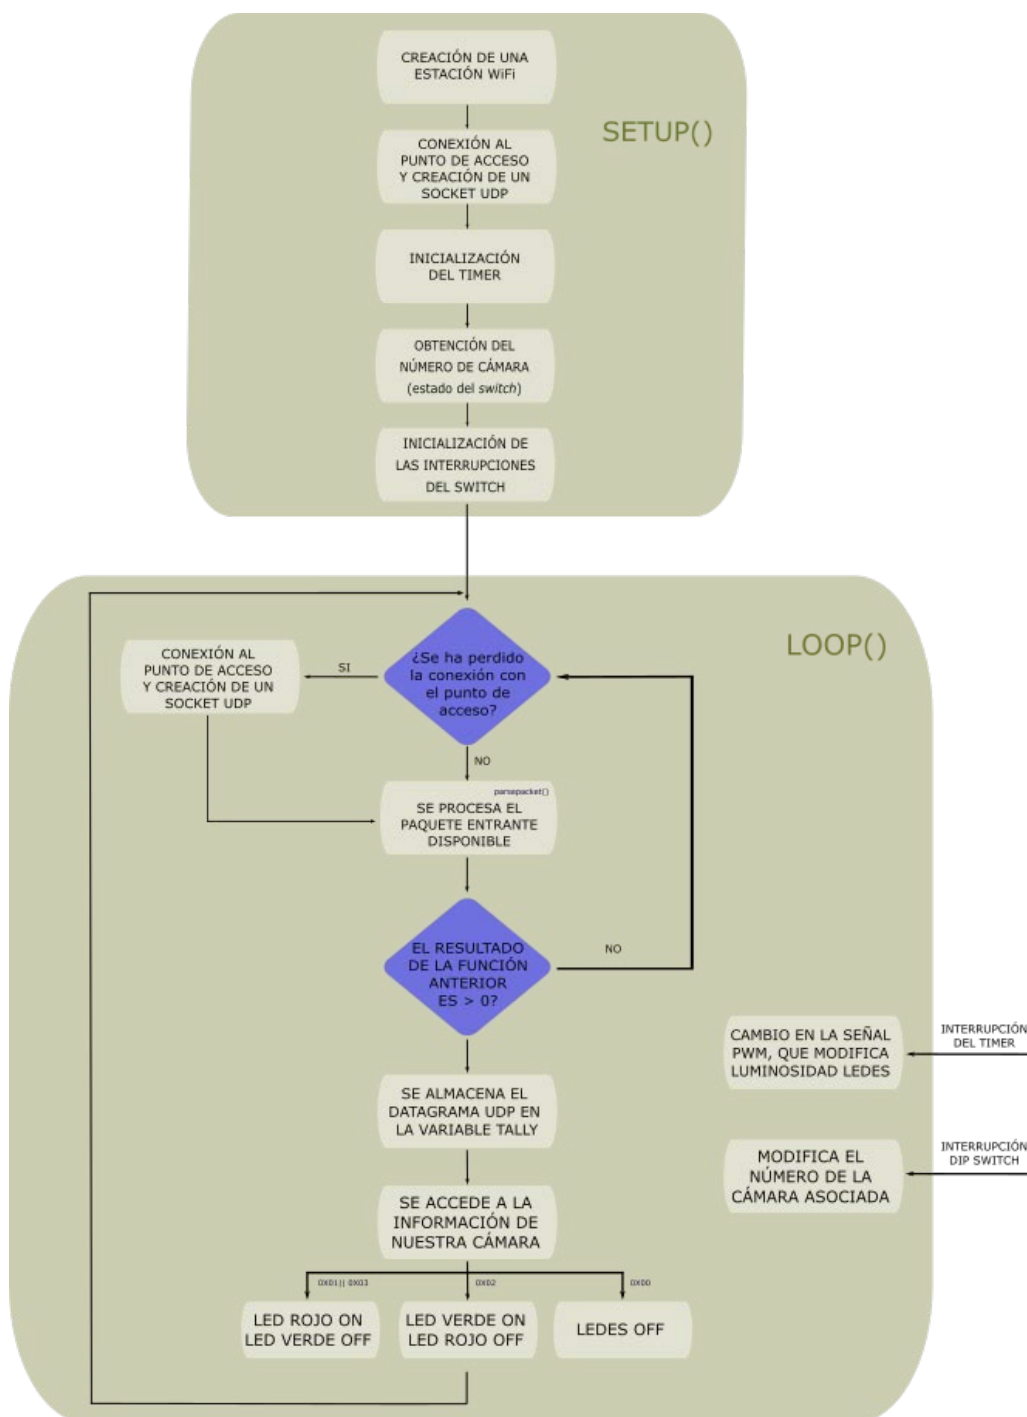 CREACIÓN DE UNA
ESTACIÓN WiFi
SETUP()
CONEXIÓN AL
PUNTO DE ACCESO
Y CREACIÓN DE UN
SOCKET UDP
INICIALIZACIÓN
DEL TIMER
OBTENCIÓN DEL
NÚMERO DE CÁMARA
(estado del switch)
INICIALIZACIÓN DE
LAS INTERRUPCIONES
DEL SWITCH
LOOP()
¿Se ha perdido
la conexión con
el punto de
acceso?
SI
CONEXIÓN AL
PUNTO DE ACCESO
Y CREACIÓN DE UN
SOCKET UDP
NO
parsepacket()
SE PROCESA EL
PAQUETE ENTRANTE
DISPONIBLE
EL RESULTADO
DE LA FUNCIÓN
ANTERIOR
ES > 0?
NO
INTERRUPCIÓN
DEL TIMER
CAMBIO EN LA SEÑAL
PWM, QUE MODIFICA
LUMINOSIDAD LEDES
SE ALMACENA EL
DATAGRAMA UDP EN
LA VARIABLE TALLY
INTERRUPCIÓN
DIP SWITCH
MODIFICA EL
NÚMERO DE LA
CÁMARA ASOCIADA
SE ACCEDE A LA
INFORMACIÓN DE
NUESTRA CÁMARA
0X01|| 0X03
0X02
0X00
LED ROJO ON
LED VERDE OFF
LED VERDE ON
LED ROJO OFF
LEDES OFF